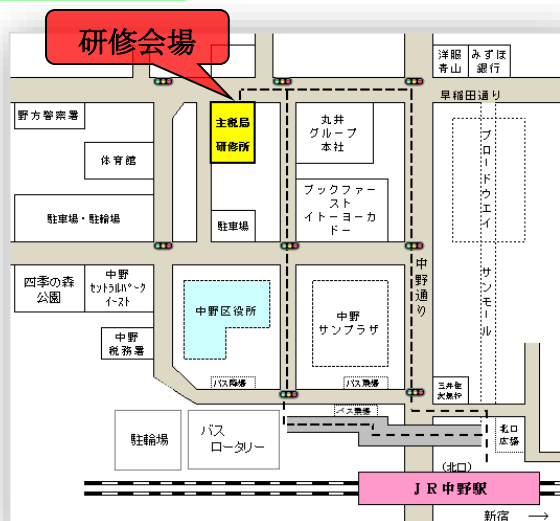 研修会場
洋服
青山
みずほ
銀行
早稲田通り
野方警察署
主税局
研修所
丸井
グループ
本社
体育館
ブロードウエイ
ブックファー
スト
イトーヨーカ
ドー
駐車場・駐輪場
駐車場
四季の森
公園
中野
セントラルパーク
イースト
中野区役所
中野
サンプラザ
中野通り
サンモール
中野
税務署
バス降場
バス乗場
三井住
友銀行
バス乗場
駐輪場
バス
ロータリー
北口
広場
(北口)
JR中野駅
新宿 →